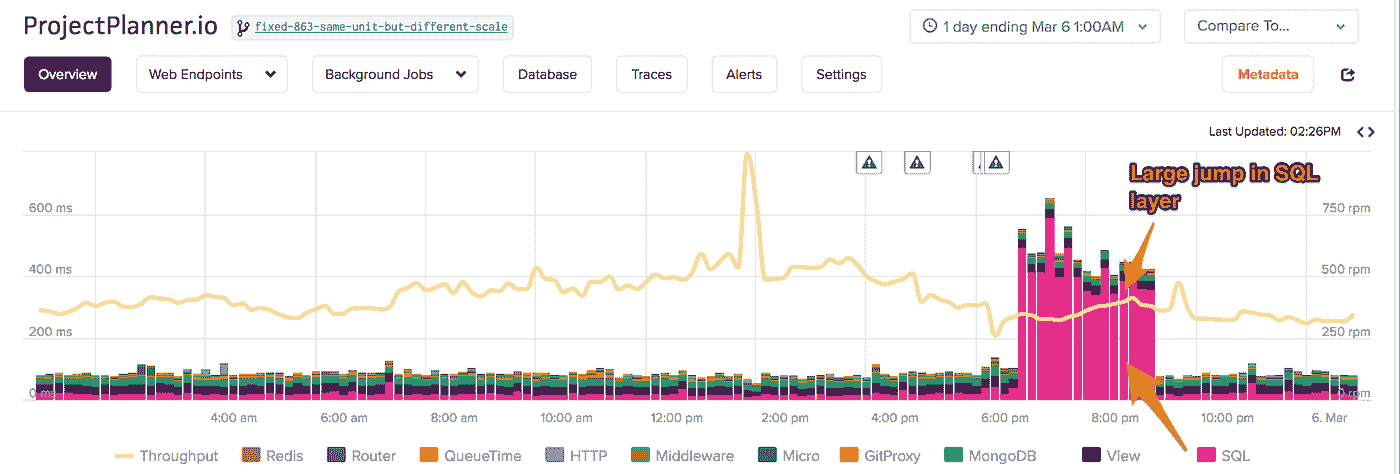 ProjectPlanner.io fixed-863-same-unit-but-different-scale 1 day ending Mar 6 1:00AM Compare To...
Overview Web Endpoints Background Jobs Database Traces Alerts Settings Metadata
Last Updated: 02:26PM
Large jump in SQL
layer
600 ms 750 rpm
400 ms 500 rpm
200 ms 250 rpm
0 ms rpm
4:00 am 6:00 am 8:00 am 10:00 am 12:00 pm 2:00 pm 4:00 pm 6:00 pm 8:00 pm 10:00 pm 6. Mar
Throughput Redis Router QueueTime HTTP Middleware Micro GitProxy MongoDB View SQL